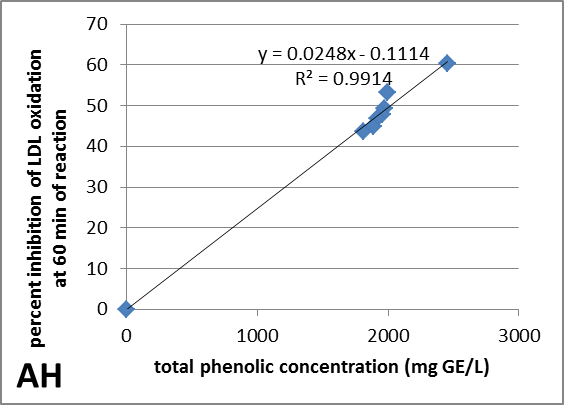 70
60
50
40
30
20
10
0
percent inhibition of LDL oxidation
at 60 min of reaction
y = 0.0248x - 0.1114
R² = 0.9914
0 1000 2000 3000
total phenolic concentration (mg GE/L)
AH